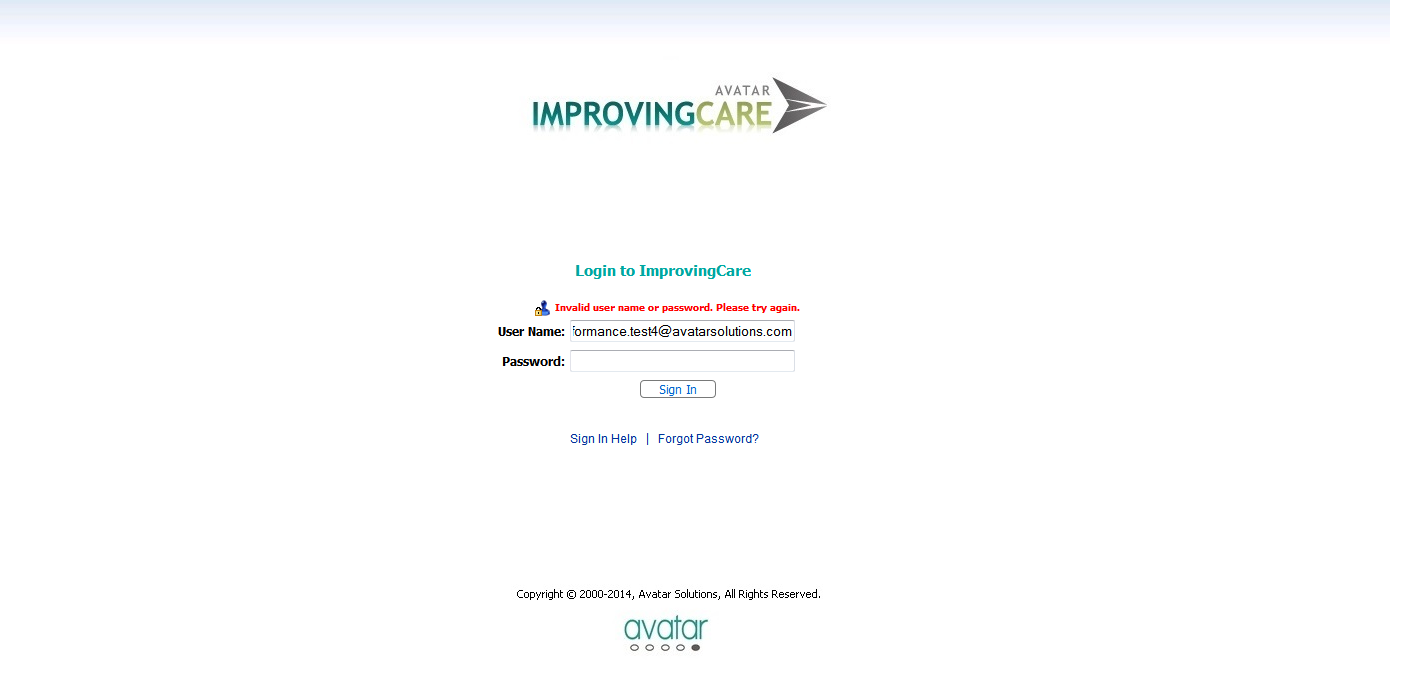 AVATAR
IMPROVINGCARE
Login to ImprovingCare
Invalid user name or password. Please try again.
User Name: formance.test4@avatarsolutions.com
Password:
Sign In
Sign In Help | Forgot Password?
Copyright © 2000-2014, Avatar Solutions, All Rights Reserved.
avatar